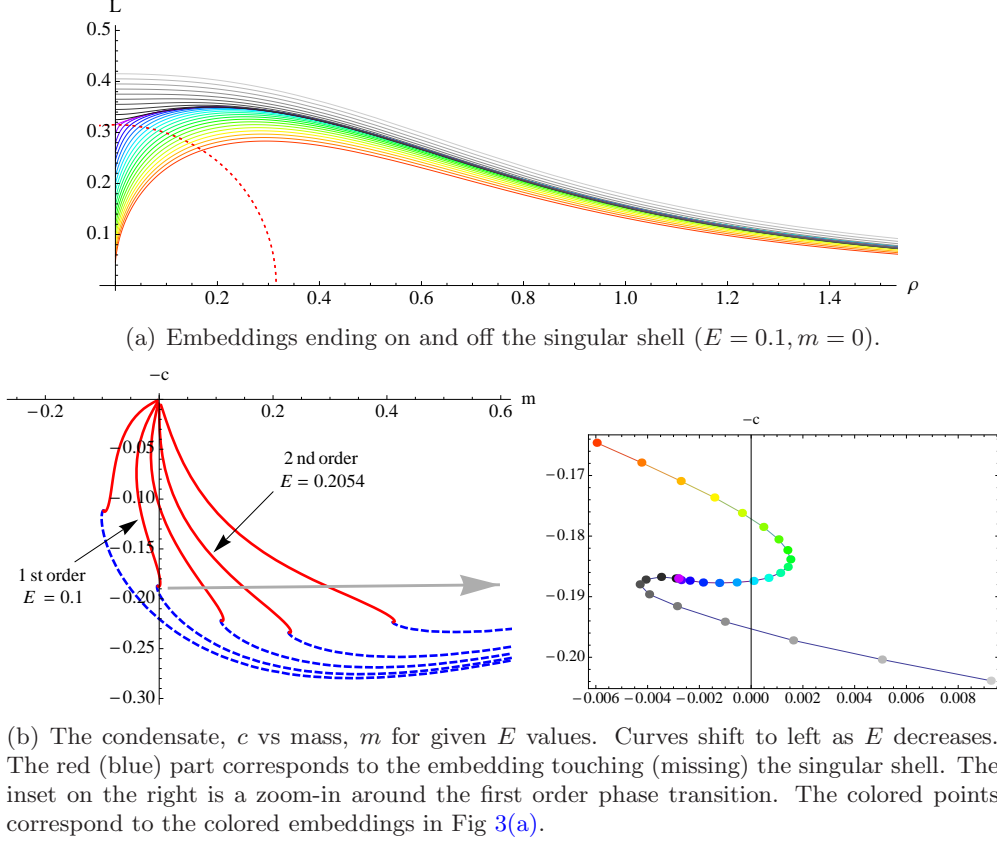 L
0.5
0.4
0.3
0.2
0.1
0.2 0.4 0.6 0.8 1.0 1.2 1.4 ρ
(a) Embeddings ending on and off the singular shell (E = 0.1, m = 0).
−c
−0.2 0.2 0.4 0.6 m
−0.05
−0.10
−0.15
−0.20
−0.25
−0.30
2 nd order
E = 0.2054
1 st order
E = 0.1
−c
−0.17
−0.18
−0.19
−0.20
−0.006 −0.004 −0.002 0.000 0.002 0.004 0.006 0.008
(b) The condensate, c vs mass, m for given E values. Curves shift to left as E decreases.
The red (blue) part corresponds to the embedding touching (missing) the singular shell. The
inset on the right is a zoom-in around the first order phase transition. The colored points
correspond to the colored embeddings in Fig 3(a).